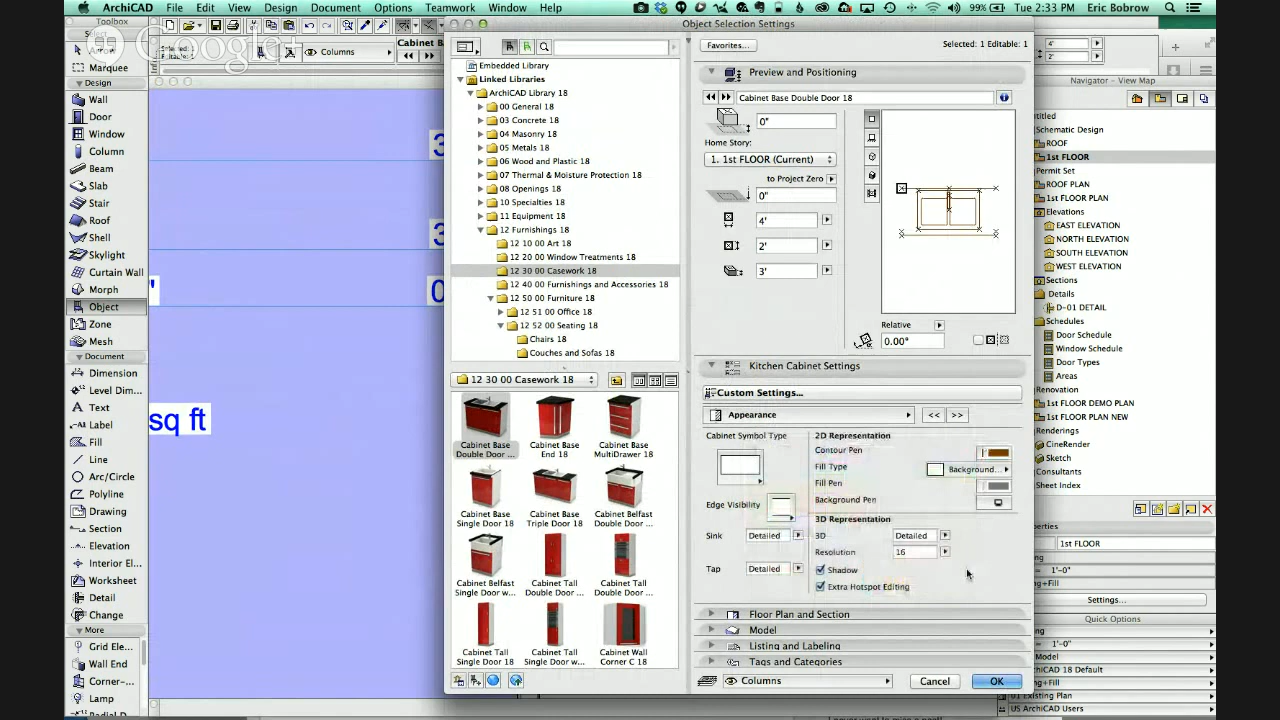 ArchiCAD File Edit View Design Document Options Teamwork Window Help
99% Tue 2:33 PM Eric Bobrow
Toolbox
Object Selection Settings
Google
Marquee
Columns
Cabinet Ba
Design
Wall
Door
Window
Column
Beam
Slab
Stair
Roof
Shell
Skylight
Curtain Wall
Morph
Object
Zone
Mesh
Document
Dimension
Level Dim...
Text
Label
Fill
Line
Arc/Circle
Polyline
Drawing
Section
Elevation
Interior El...
Worksheet
Detail
Change
More
Grid Ele...
Wall End
Corner-...
Lamp
sq ft
Embedded Library
Linked Libraries
ArchiCAD Library 18
00 General 18
03 Concrete 18
04 Masonry 18
05 Metals 18
06 Wood and Plastic 18
07 Thermal & Moisture Protection 18
08 Openings 18
10 Specialties 18
11 Equipment 18
12 Furnishings 18
12 10 00 Art 18
12 20 00 Window Treatments 18
12 30 00 Casework 18
12 40 00 Furnishings and Accessories 18
12 50 00 Furniture 18
12 51 00 Office 18
12 52 00 Seating 18
Chairs 18
Couches and Sofas 18
12 30 00 Casework 18
Cabinet Base Double Door ...
Cabinet Base End 18
Cabinet Base MultiDrawer 18
Cabinet Base Single Door 18
Cabinet Base Triple Door 18
Cabinet Belfast Double Door ...
Cabinet Belfast Single Door w...
Cabinet Tall Double Door ...
Cabinet Tall Double Door ...
Cabinet Tall Single Door 18
Cabinet Tall Single Door w...
Cabinet Wall Corner C 18
Favorites...
Selected: 1 Editable: 1
Preview and Positioning
Cabinet Base Double Door 18
0"
Home Story:
1. 1st FLOOR (Current)
to Project Zero
0"
4'
2'
3'
Relative
0.00°
Kitchen Cabinet Settings
Custom Settings...
Appearance
<< >>
Cabinet Symbol Type
2D Representation
Contour Pen
Fill Type Background...
Fill Pen
Background Pen
Edge Visibility
3D Representation
Sink Detailed
3D Detailed
Resolution 16
Tap Detailed
Shadow
Extra Hotspot Editing
Floor Plan and Section
Model
Listing and Labeling
Tags and Categories
Columns
Cancel
OK
4'
2'
Navigator - View Map
Schematic Design
ROOF
1st FLOOR
Permit Set
ROOF PLAN
1st FLOOR PLAN
Elevations
EAST ELEVATION
NORTH ELEVATION
SOUTH ELEVATION
WEST ELEVATION
Sections
Details
D-01 DETAIL
Schedules
Door Schedule
Window Schedule
Door Types
Areas
Renovation
1st FLOOR DEMO PLAN
1st FLOOR PLAN NEW
Renderings
CineRender
Sketch
Consultants
Sheet Index
1st FLOOR
1'-0"
Settings...
Quick Options
1'-0"
Model
ArchiCAD 18 Default
01 Existing Plan
US ArchiCAD Users